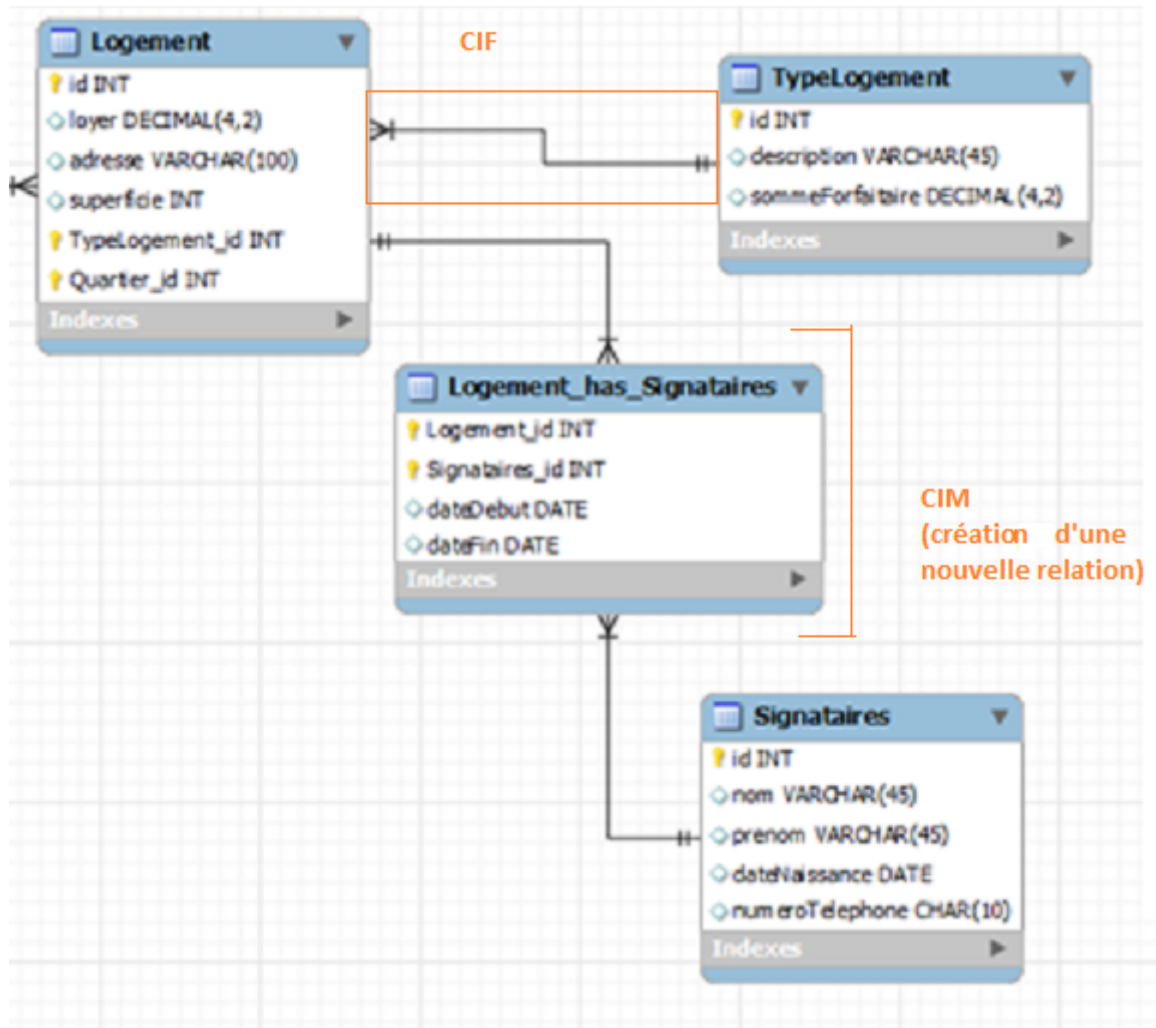 Logement
id INT
loyer DECIMAL(4,2)
adresse VARCHAR(100)
superficie INT
TypeLogement_id INT
Quartier_id INT
Indexes
CIF
TypeLogement
id INT
description VARCHAR(45)
sommeForfaitaire DECIMAL(4,2)
Indexes
Logement_has_Signataires
Logement_id INT
Signataires_id INT
dateDebut DATE
dateFin DATE
Indexes
CIM
(création d'une
nouvelle relation)
Signataires
id INT
nom VARCHAR(45)
prenom VARCHAR(45)
dateNaissance DATE
numeroTelephone CHAR(10)
Indexes